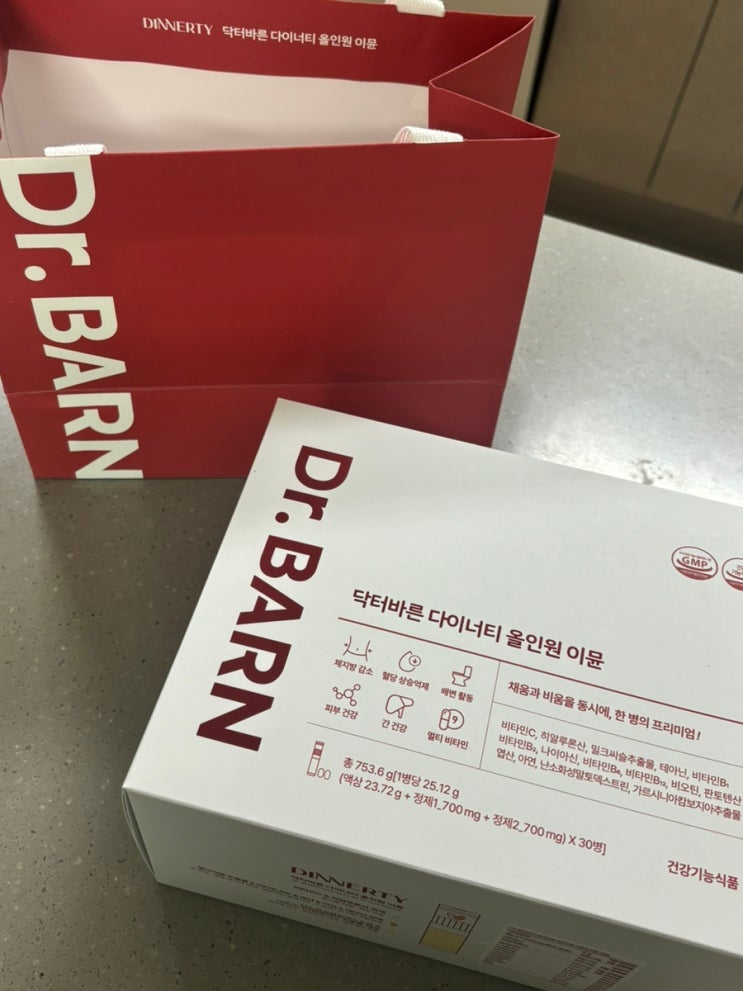 DINNERTY 닥터바른 다이너티 올인원 이뮨
Dr. BARN
Dr. BARN
GMP
닥터바른 다이너티 올인원 이뮨
체지방 감소
혈당 상승억제
배변 활동
피부 건강
간 건강
멀티 비타민
채움과 비움을 동시에, 한 병의 프리미엄!
비타민C, 히알루론산, 밀크씨슬추출물, 테아닌, 비타민B₁
비타민B₂, 나이아신, 비타민B₆, 비타민B₁₂, 비오틴, 판토텐산
엽산, 아연, 난소화성말토덱스트린, 가르시니아캄보지아추출물
총 753.6 g[1병당 25.12 g
(액상 23.72 g + 정제1_700 mg + 정제2_700 mg) X 30병]
건강기능식품
DINNERTY